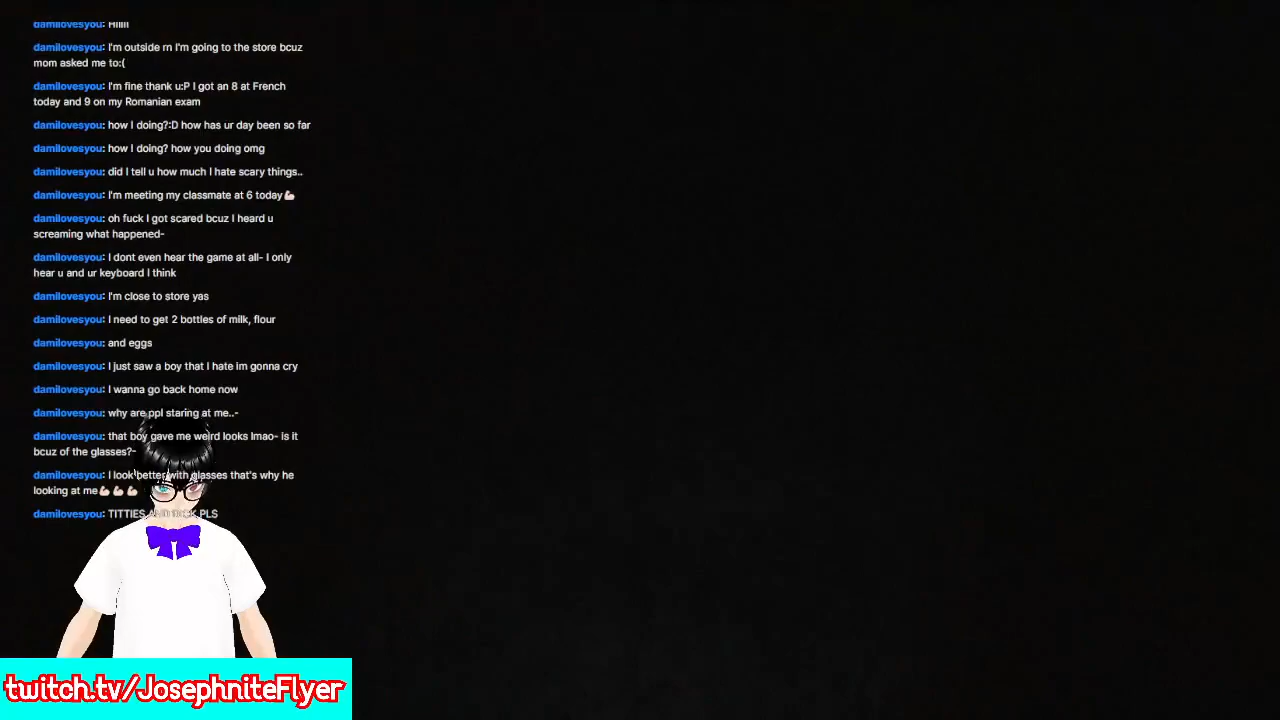 damilovesyou: Hiiii
damilovesyou: I'm outside rn I'm going to the store bcuz
mom asked me to:(
damilovesyou: I'm fine thank u:P I got an 8 at French
today and 9 on my Romanian exam
damilovesyou: how I doing?:D how has ur day been so far
damilovesyou: how I doing? how you doing omg
damilovesyou: did I tell u how much I hate scary things..
damilovesyou: I'm meeting my classmate at 6 today💪🏻
damilovesyou: oh fuck I got scared bcuz I heard u
screaming what happened-
damilovesyou: I dont even hear the game at all- I only
hear u and ur keyboard I think
damilovesyou: I'm close to store yas
damilovesyou: I need to get 2 bottles of milk, flour
damilovesyou: and eggs
damilovesyou: I just saw a boy that I hate im gonna cry
damilovesyou: I wanna go back home now
damilovesyou: why are ppl staring at me..-
damilovesyou: that boy gave me weird looks lmao- is it
bcuz of the glasses?-
damilovesyou: I look better with glasses that's why he
looking at me💪🏻💪🏻💪🏻
damilovesyou: TITTIES AND PLS
twitch.tv/JosephniteFlyer